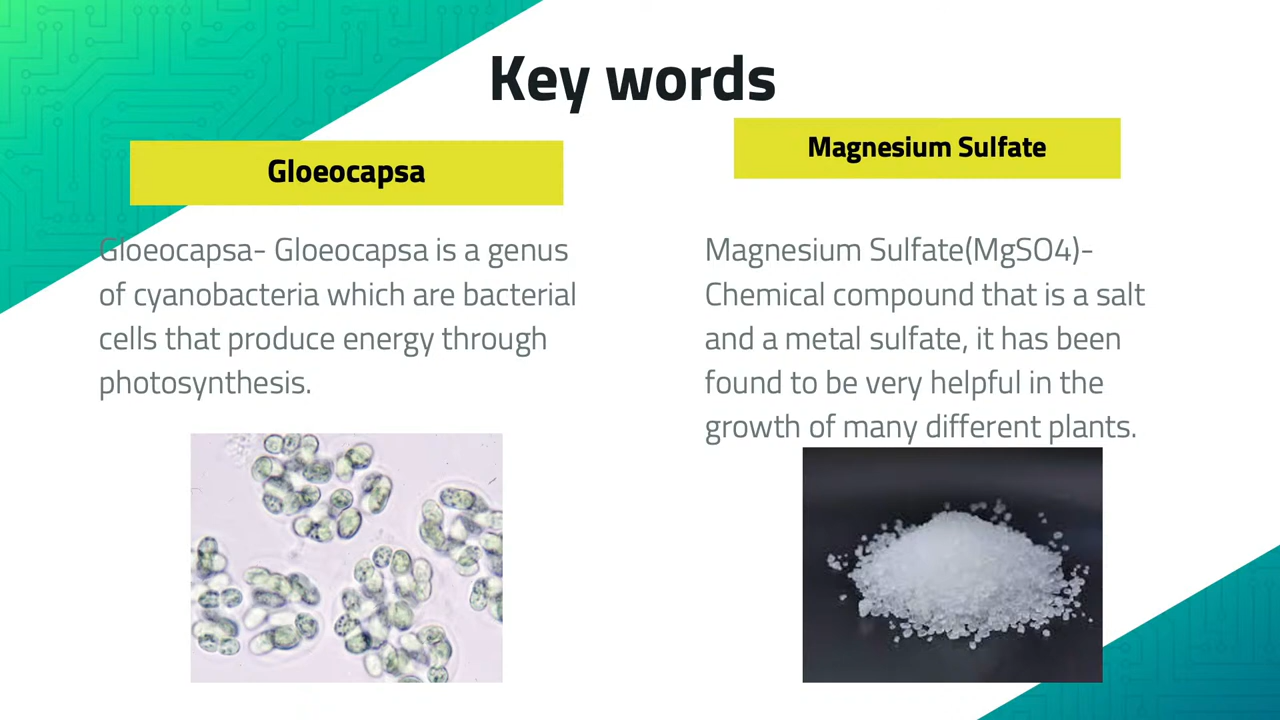 Key words
Gloeocapsa
Gloeocapsa- Gloeocapsa is a genus
of cyanobacteria which are bacterial
cells that produce energy through
photosynthesis.
Magnesium Sulfate
Magnesium Sulfate(MgSO4)-
Chemical compound that is a salt
and a metal sulfate, it has been
found to be very helpful in the
growth of many different plants.